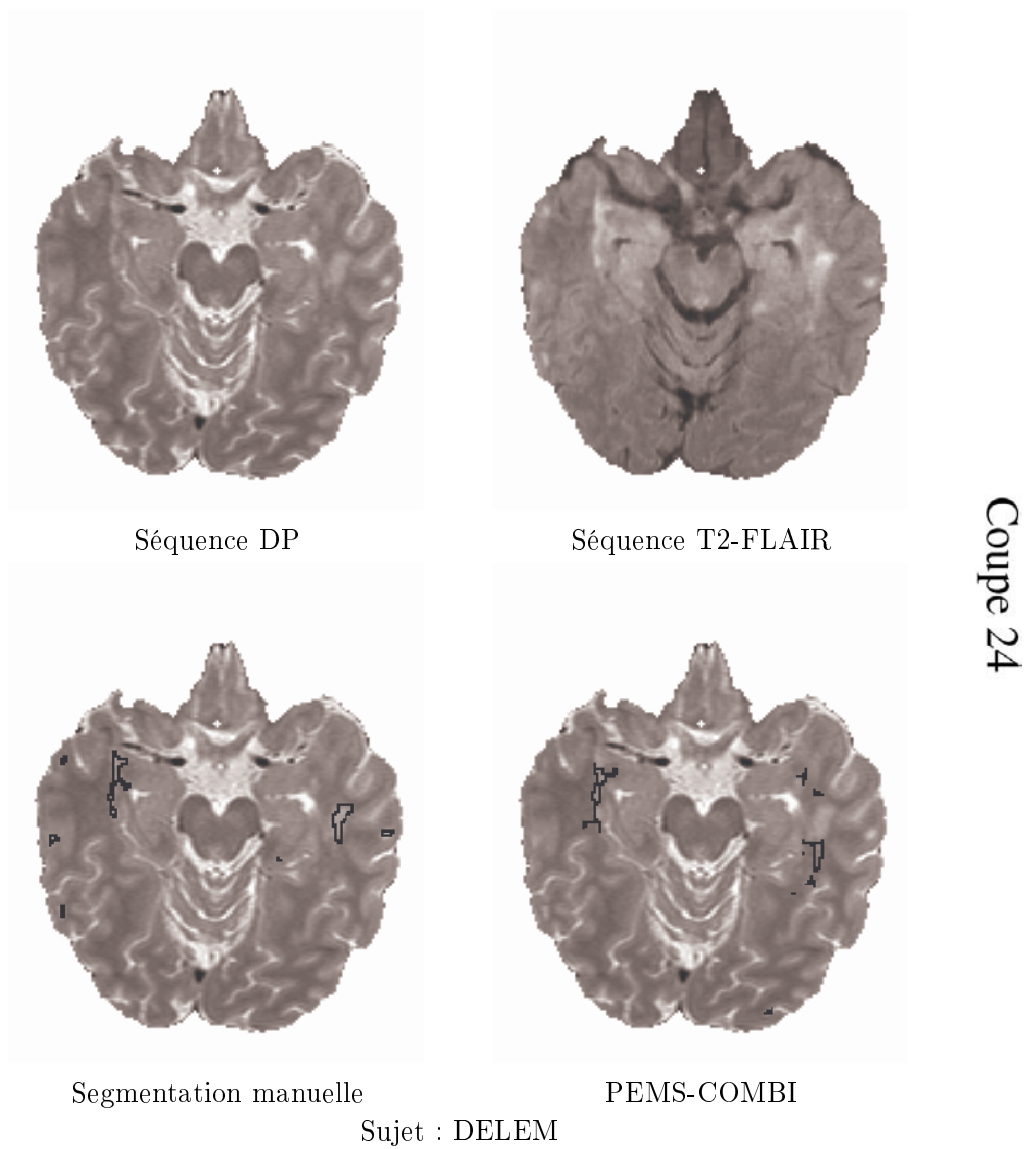 Séquence DP
Séquence T2-FLAIR
Coupe 24
Segmentation manuelle
PEMS-COMBI
Sujet : DELEM